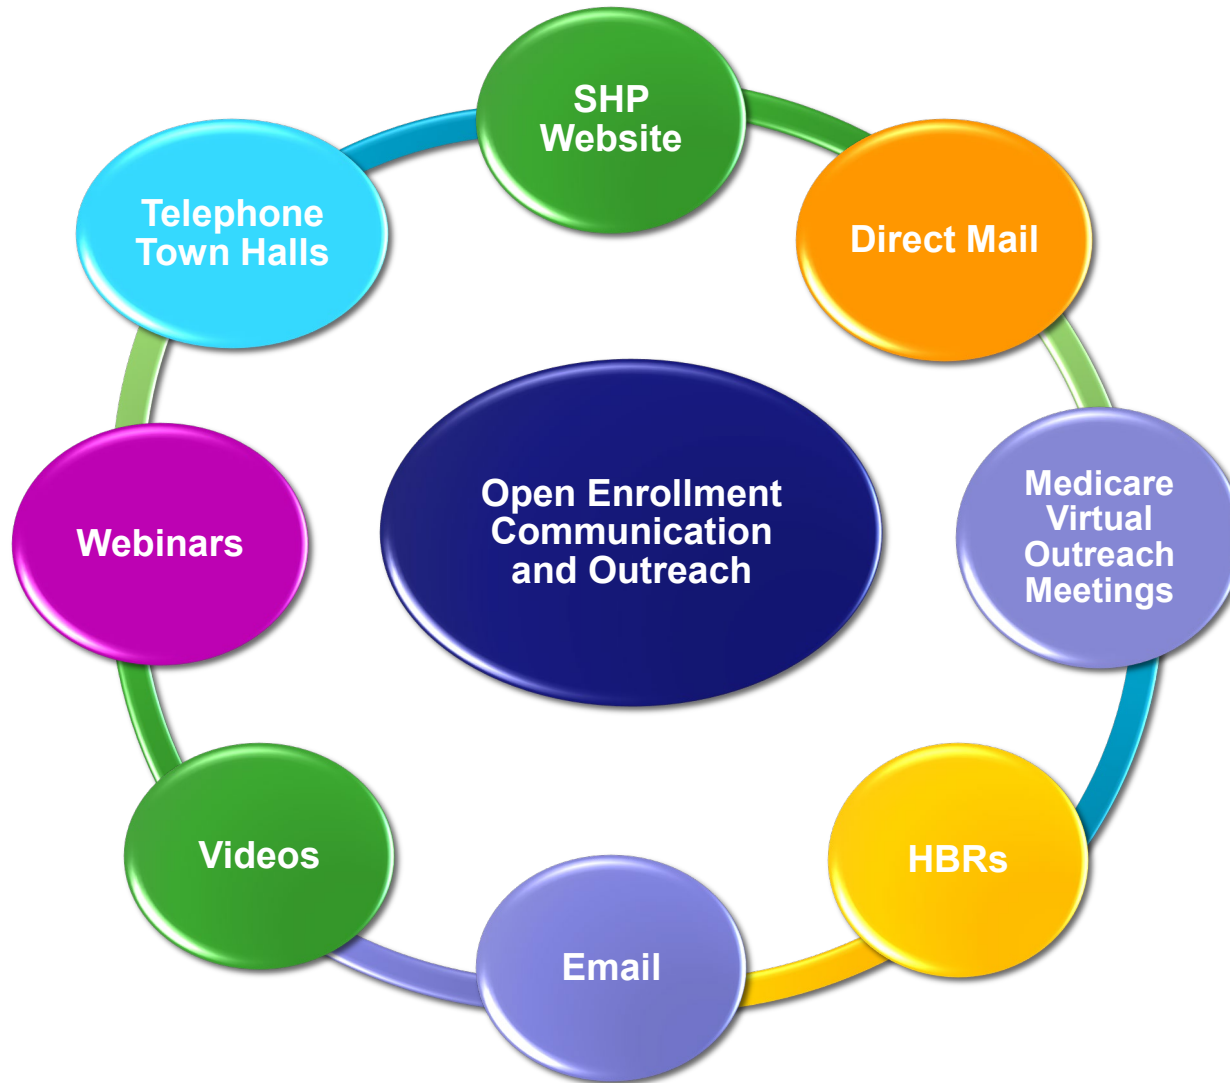 SHP
Website
Telephone
Town Halls
Direct Mail
Open Enrollment
Communication
and Outreach
Medicare
Virtual
Outreach
Meetings
Webinars
Videos
HBRs
Email